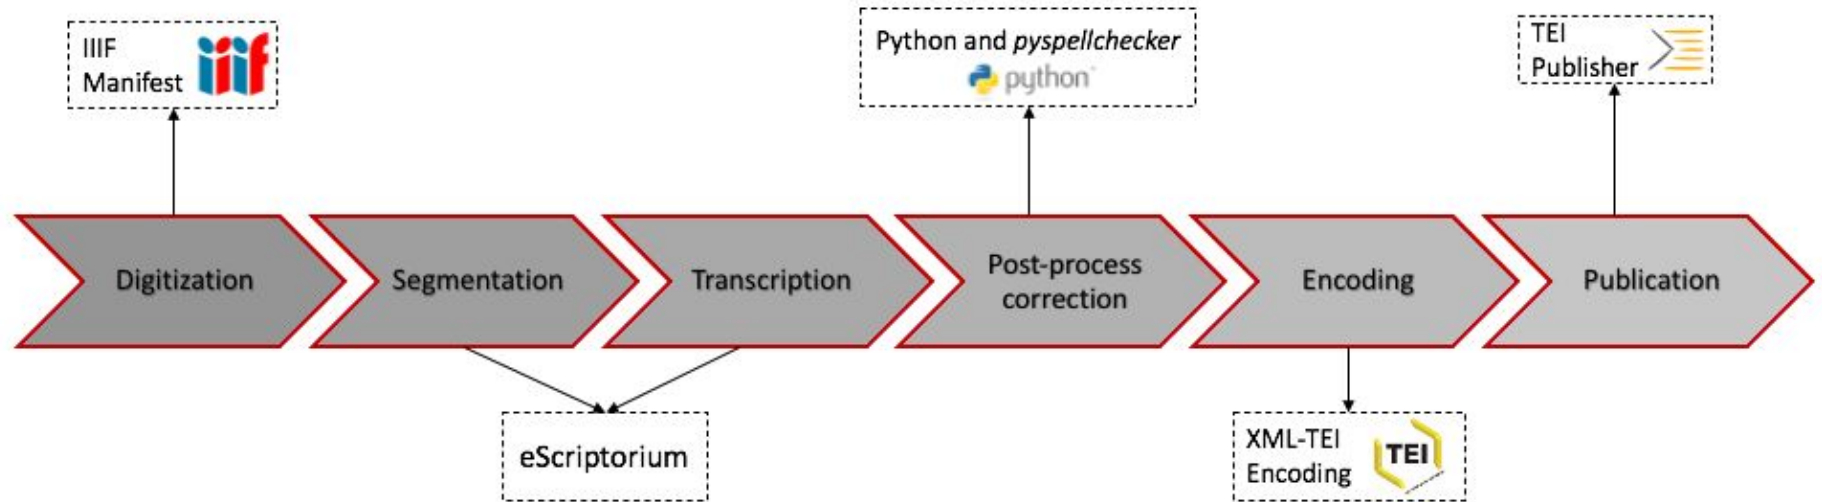 IIIF
Manifest
iiif
Python and pyspellchecker
python
TEI
Publisher
Digitization
Segmentation
Transcription
Post-process
correction
Encoding
Publication
eScriptorium
XML-TEI
Encoding
TEI